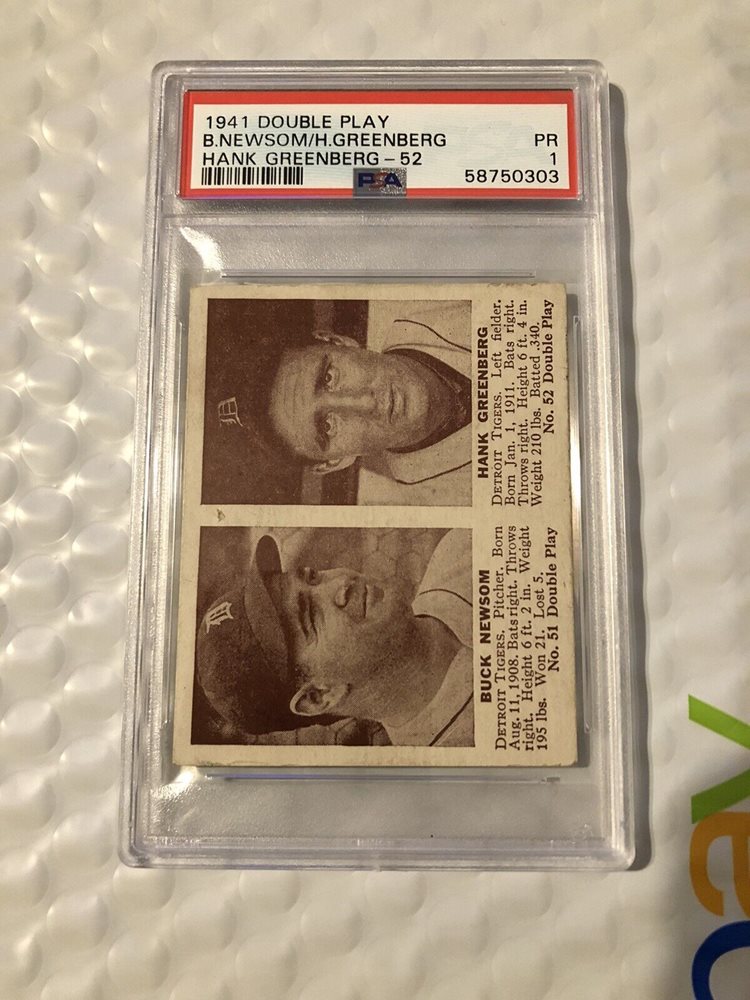 1941 DOUBLE PLAY
B.NEWSOM/H.GREENBERG PR
HANK GREENBERG-52 1
PSA 58750303
BUCK NEWSOM
DETROIT TIGERS. Pitcher. Born
Aug. 11, 1908. Bats right. Throws
right. Height 6 ft. 2 in. Weight
195 lbs. Won 21. Lost 5.
No. 51 Double Play
HANK GREENBERG
DETROIT TIGERS. Left fielder.
Born Jan. 1, 1911. Bats right.
Throws right. Height 6 ft. 4 in.
Weight 210 lbs. Batted .340.
No. 52 Double Play
D
D
bay